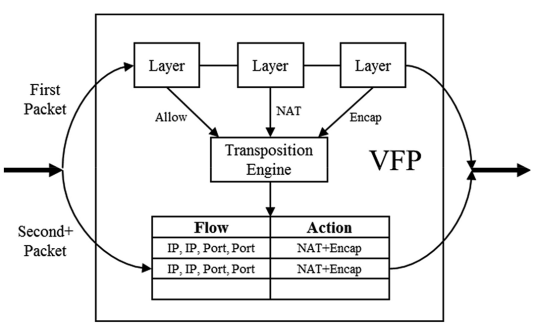 Layer
Layer
Layer
First
Packet
Allow
NAT
Encap
Transposition
Engine
VFP
Second+
Packet
Flow Action
IP, IP, Port, Port NAT+Encap
IP, IP, Port, Port NAT+Encap